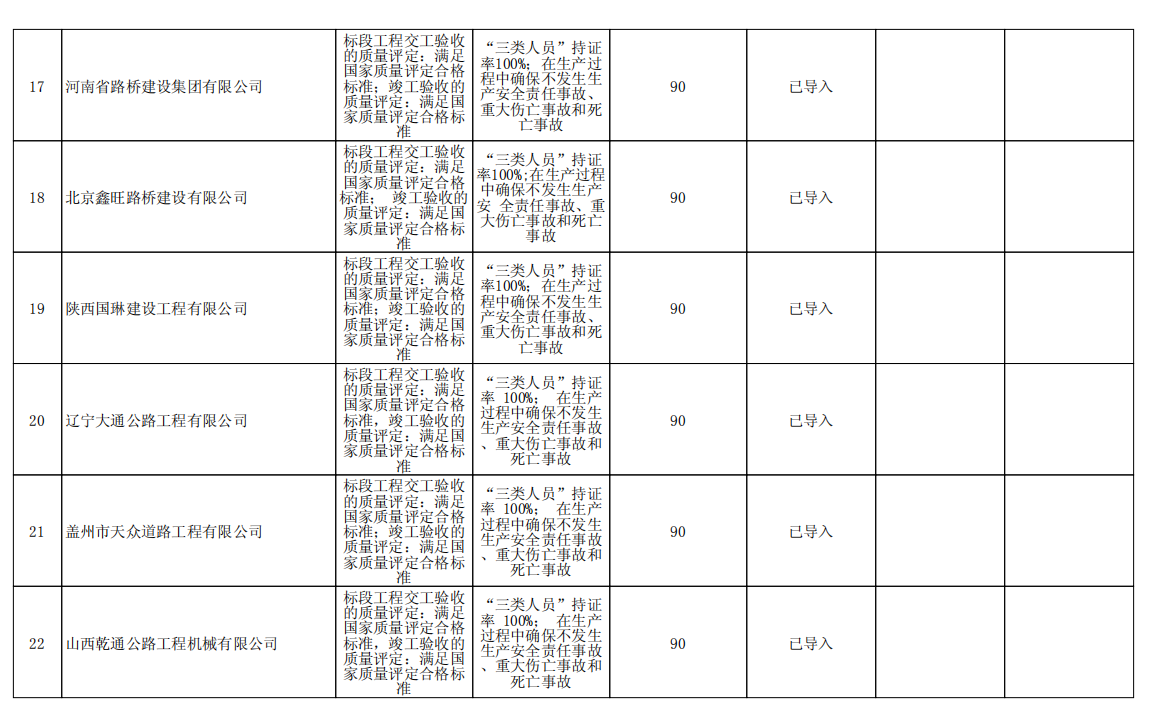 17
河南省路桥建设集团有限公司
标段工程交工验收
的质量评定：满足
国家质量评定合格
标准；竣工验收的
质量评定：满足国
家质量评定合格标
准
“三类人员”持证
率100%；在生产过
程中确保不发生生
产安全责任事故、
重大伤亡事故和死
亡事故
90
已导入
18
北京鑫旺路桥建设有限公司
标段工程交工验收
的质量评定：满足
国家质量评定合格
标准； 竣工验收的
质量评定：满足国
家质量评定合格标
准
“三类人员”持证
率100%;在生产过程
中确保不发生生产
安 全责任事故、重
大伤亡事故和死亡
事故
90
已导入
19
陕西国琳建设工程有限公司
标段工程交工验收
的质量评定：满足
国家质量评定合格
标准；竣工验收的
质量评定：满足国
家质量评定合格标
准
“三类人员”持证
率100%；在生产过
程中确保不发生生
产安全责任事故、
重大伤亡事故和死
亡事故
90
已导入
20
辽宁大通公路工程有限公司
标段工程交工验收
的质量评定：满足
国家质量评定合格
标准，竣工验收的
质量评定：满足国
家质量评定合格标
准
“三类人员”持证
率 100%； 在生产
过程中确保不发生
生产安全责任事故
、重大伤亡事故和
死亡事故
90
已导入
21
盖州市天众道路工程有限公司
标段工程交工验收
的质量评定：满足
国家质量评定合格
标准；竣工验收的
质量评定：满足国
家质量评定合格标
准
“三类人员”持证
率 100%； 在生产
过程中确保不发生
生产安全责任事故
、重大伤亡事故和
死亡事故
90
已导入
22
山西乾通公路工程机械有限公司
标段工程交工验收
的质量评定：满足
国家质量评定合格
标准，竣工验收的
质量评定：满足国
家质量评定合格标
准
“三类人员”持证
率 100%； 在生产
过程中确保不发生
生产安全责任事故
、重大伤亡事故和
死亡事故
90
已导入